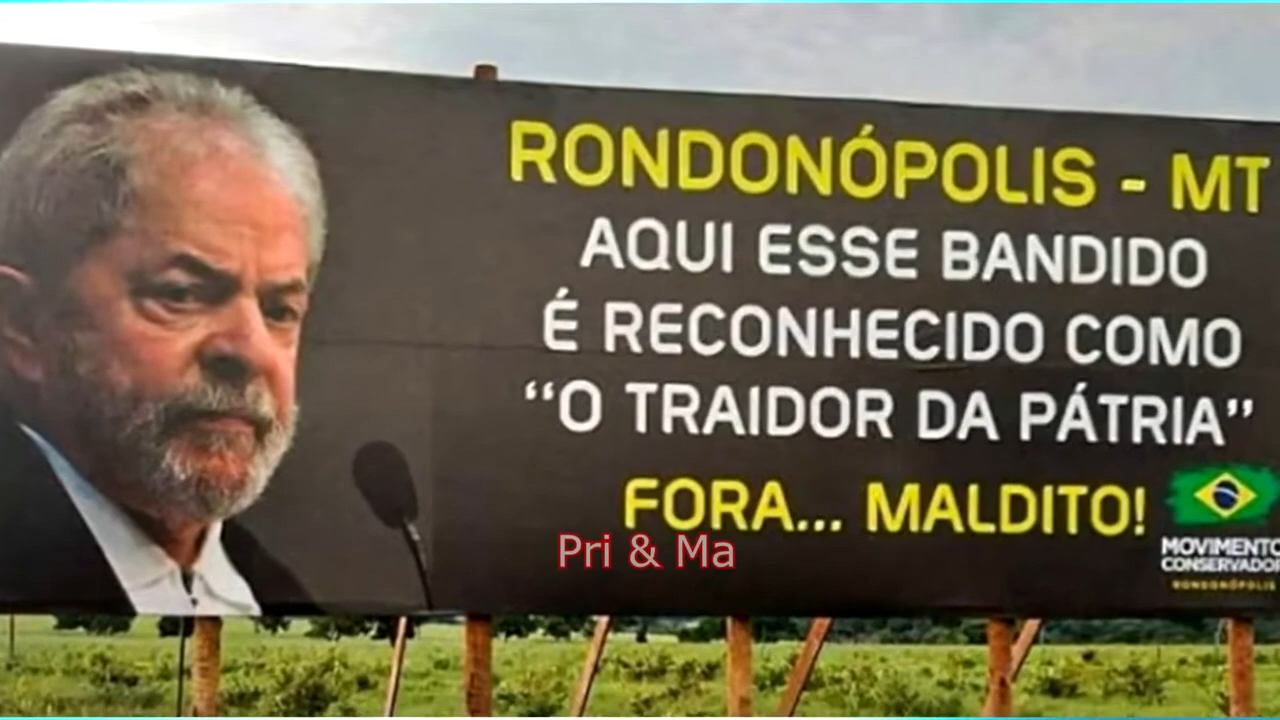 RONDONÓPOLIS - MT
AQUI ESSE BANDIDO
É RECONHECIDO COMO
“O TRAIDOR DA PÁTRIA”
FORA... MALDITO!
Pri & Ma
MOVIMENTO
CONSERVADOR
RONDONÓPOLIS